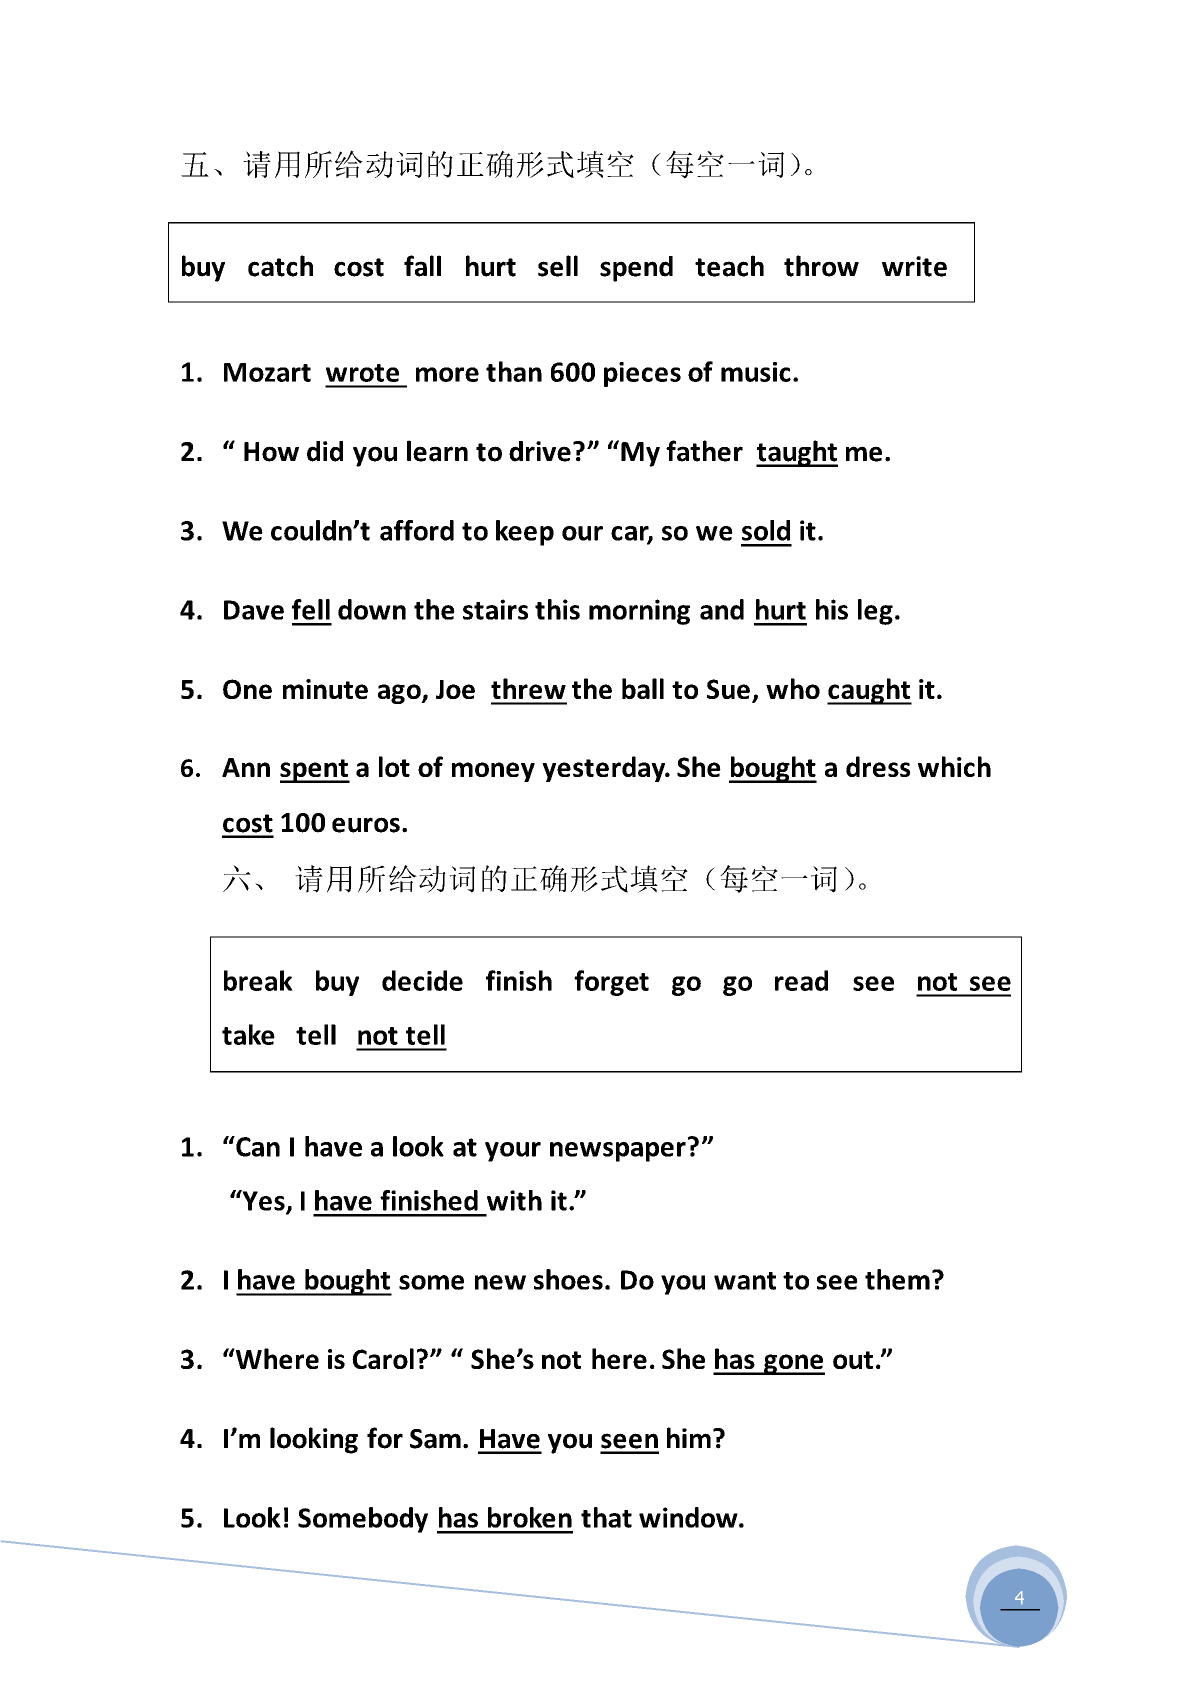 五、请用所给动词的正确形式填空（每空一词）。
buy catch cost fall hurt sell spend teach throw write
1. Mozart wrote more than 600 pieces of music.
2. “ How did you learn to drive?” “My father taught me.
3. We couldn’t afford to keep our car, so we sold it.
4. Dave fell down the stairs this morning and hurt his leg.
5. One minute ago, Joe threw the ball to Sue, who caught it.
6. Ann spent a lot of money yesterday. She bought a dress which
cost 100 euros.
六、 请用所给动词的正确形式填空（每空一词）。
break buy decide finish forget go go read see not see
take tell not tell
1. “Can I have a look at your newspaper?”
“Yes, I have finished with it.”
2. I have bought some new shoes. Do you want to see them?
3. “Where is Carol?” “ She’s not here. She has gone out.”
4. I’m looking for Sam. Have you seen him?
5. Look! Somebody has broken that window.
4